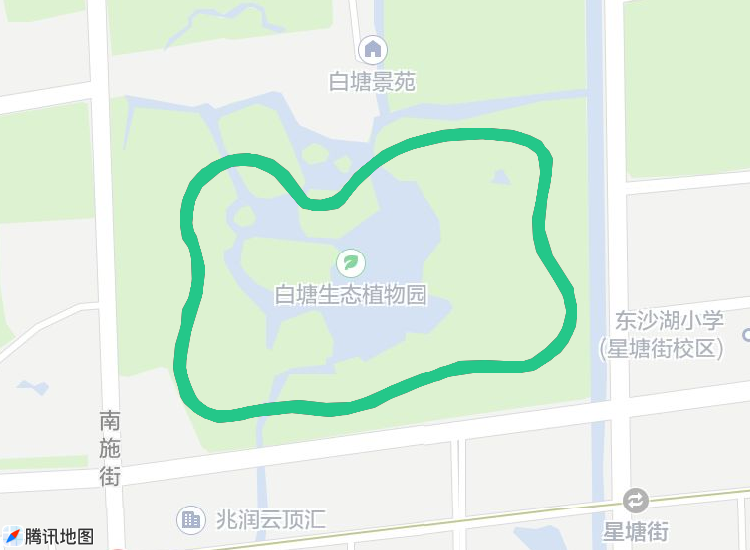 白塘景苑
白塘生态植物园
东沙湖小学
(星塘街校区)
南
施
街
兆润云顶汇
星塘街
腾讯地图